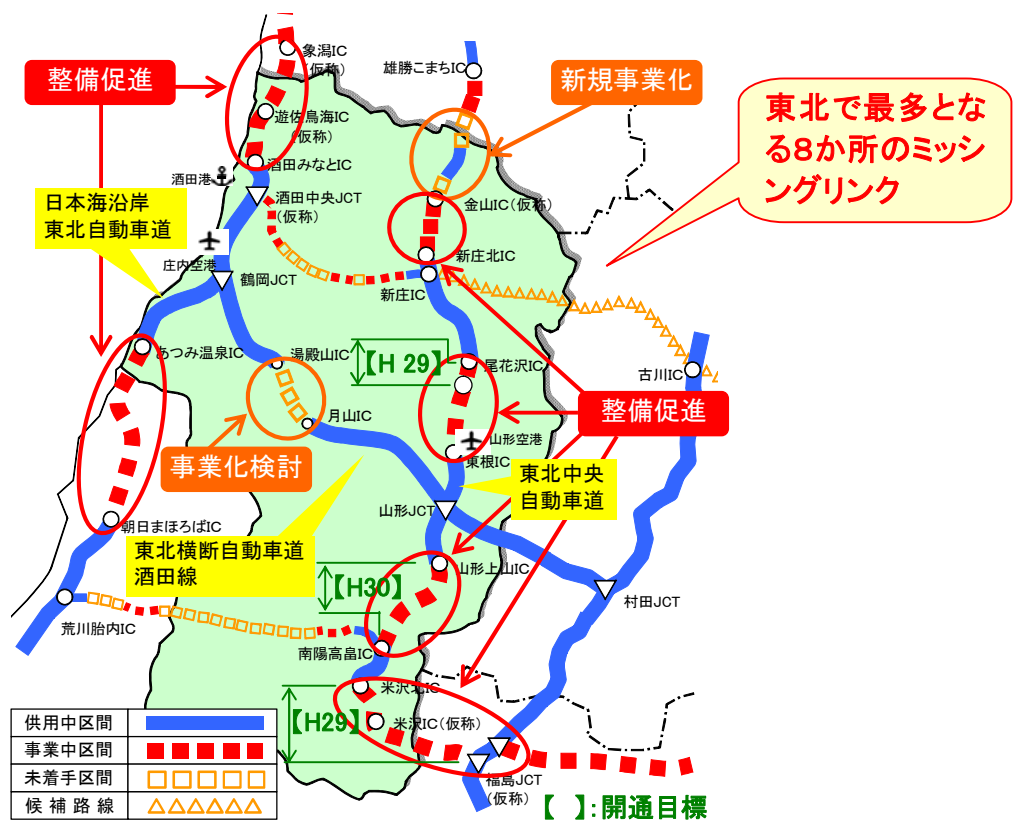 象潟IC
(仮称)
整備促進
雄勝こまちIC
新規事業化
東北で最多とな
る8か所のミッシ
ングリンク
遊佐鳥海IC
(仮称)
酒田みなとIC
酒田港
酒田中央JCT
(仮称)
金山IC(仮称)
日本海沿岸
東北自動車道
庄内空港
鶴岡JCT
新庄北IC
新庄IC
あつみ温泉IC
湯殿山IC
【H 29】
尾花沢IC
古川IC
月山IC
整備促進
山形空港
東根IC
事業化検討
東北中央
自動車道
山形JCT
朝日まほろばIC
東北横断自動車道
酒田線
山形上山IC
【H30】
村田JCT
荒川胎内IC
南陽高畠IC
米沢北IC
【H29】
米沢IC(仮称)
供用中区間
事業中区間
未着手区間
候補路線
福島JCT
(仮称)
【 】:開通目標